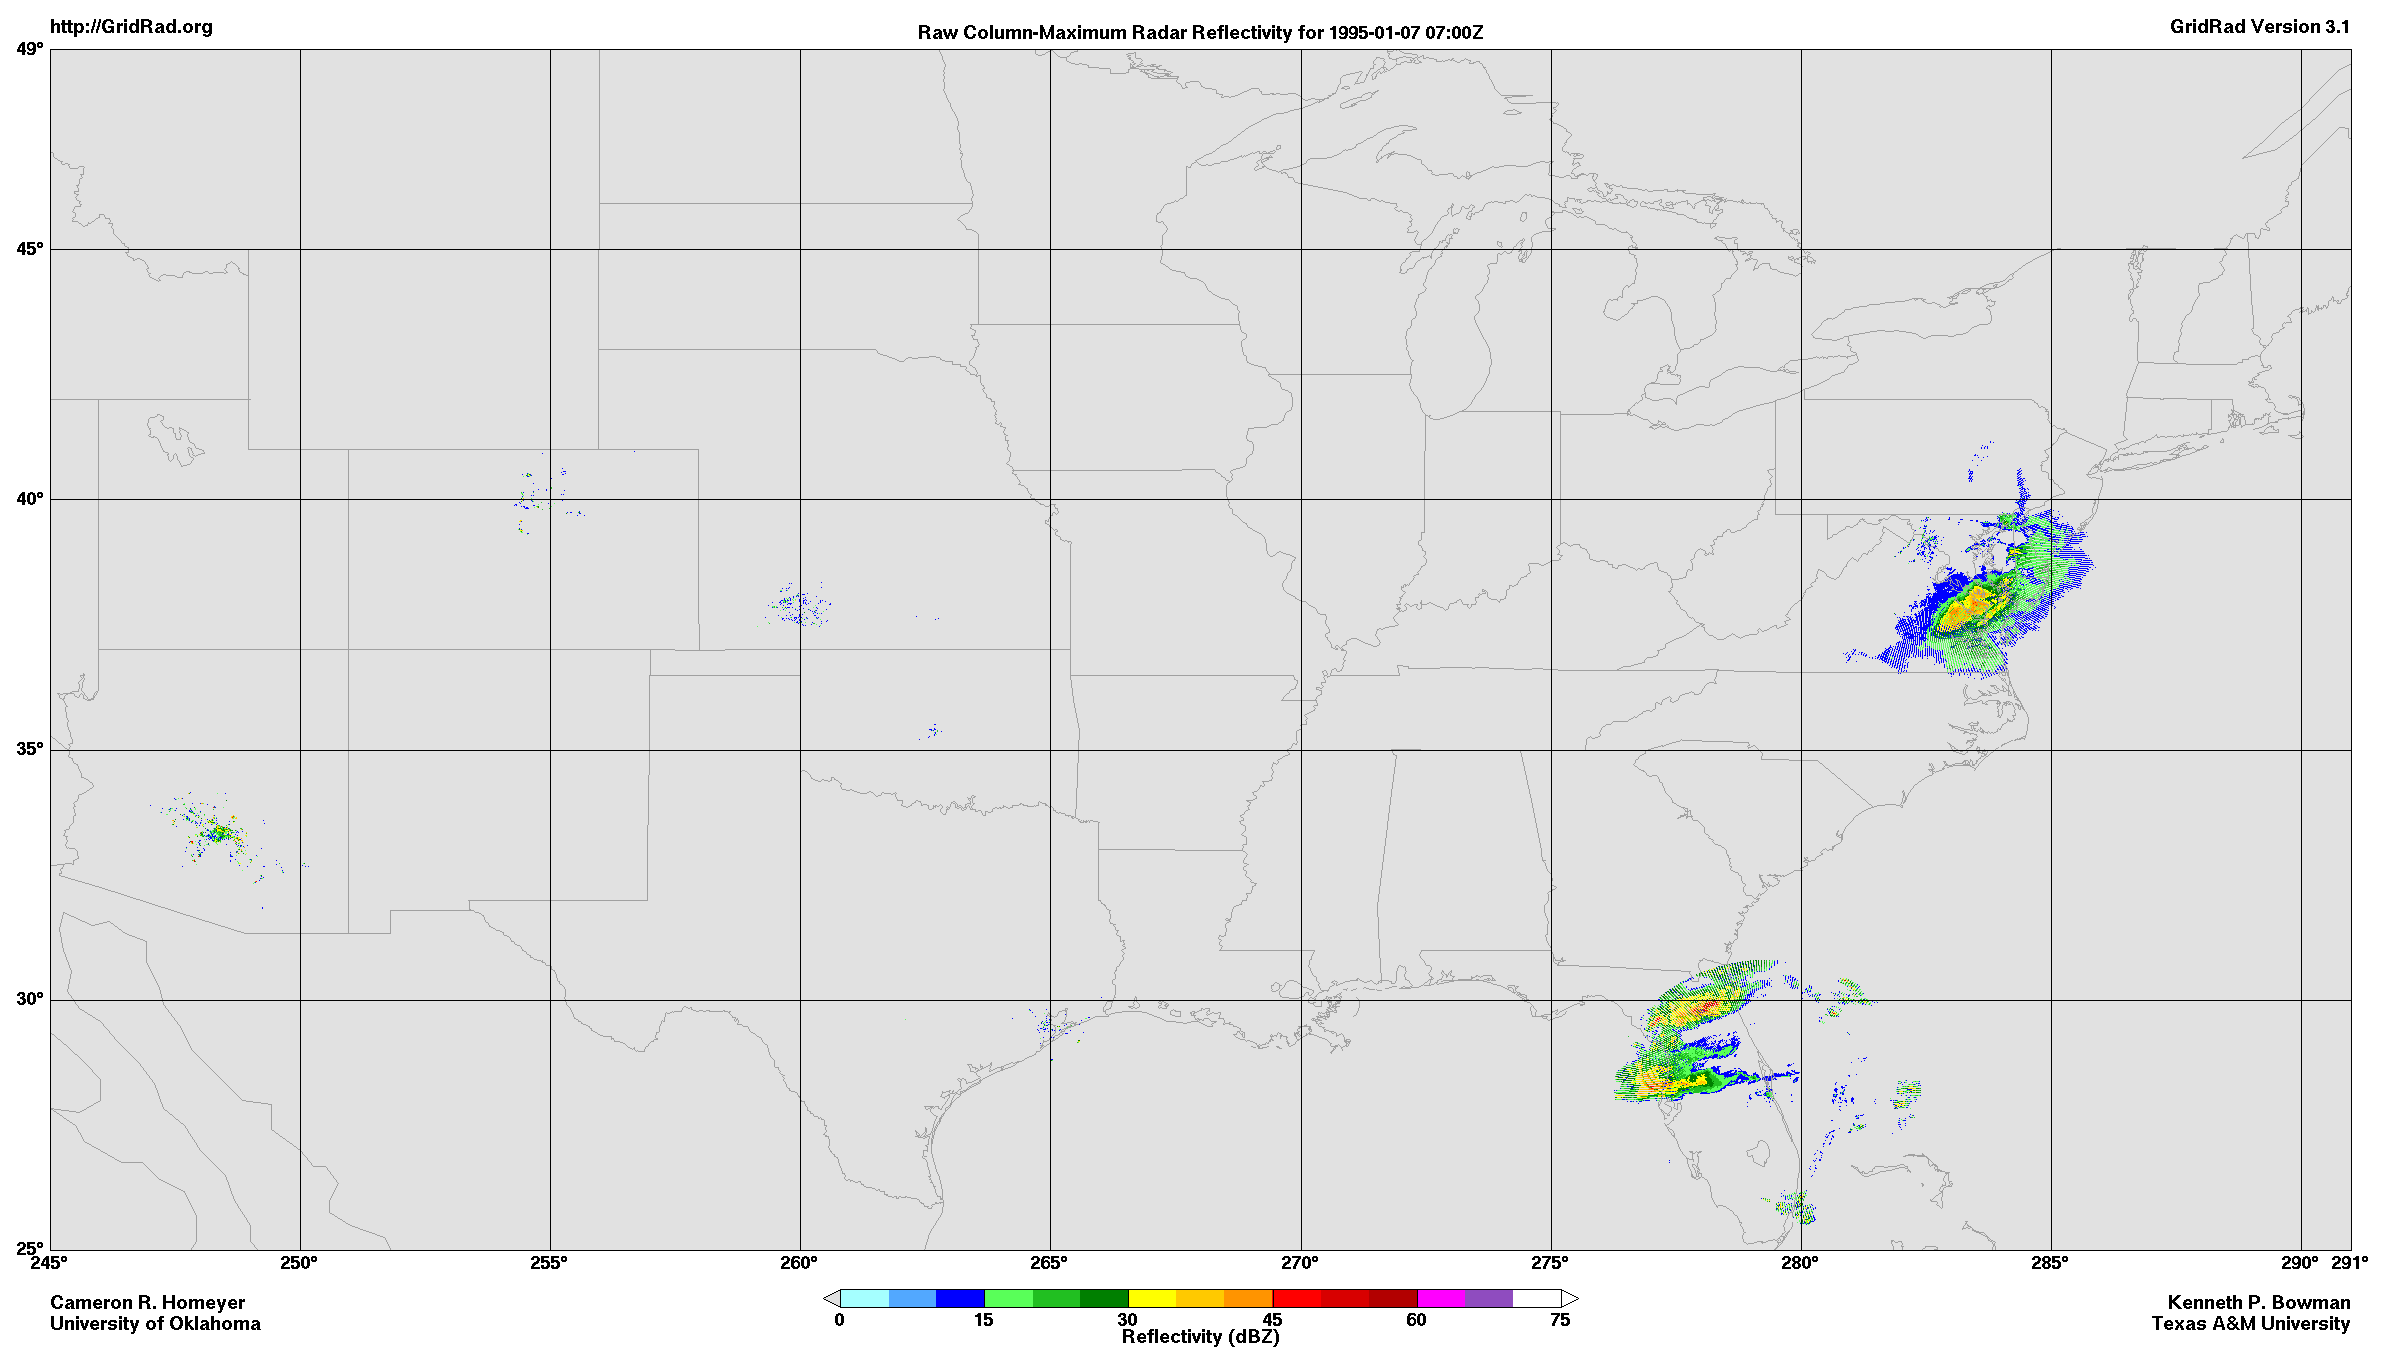 http://GridRad.org
Raw Column-Maximum Radar Reflectivity for 1995-01-07 07:00Z
GridRad Version 3.1
49°
45°
40°
35°
30°
25°
245° 250° 255° 260° 265° 270° 275° 280° 285° 290° 291°
0 15 30 45 60 75
Reflectivity (dBZ)
Cameron R. Homeyer
University of Oklahoma
Kenneth P. Bowman
Texas A&M University